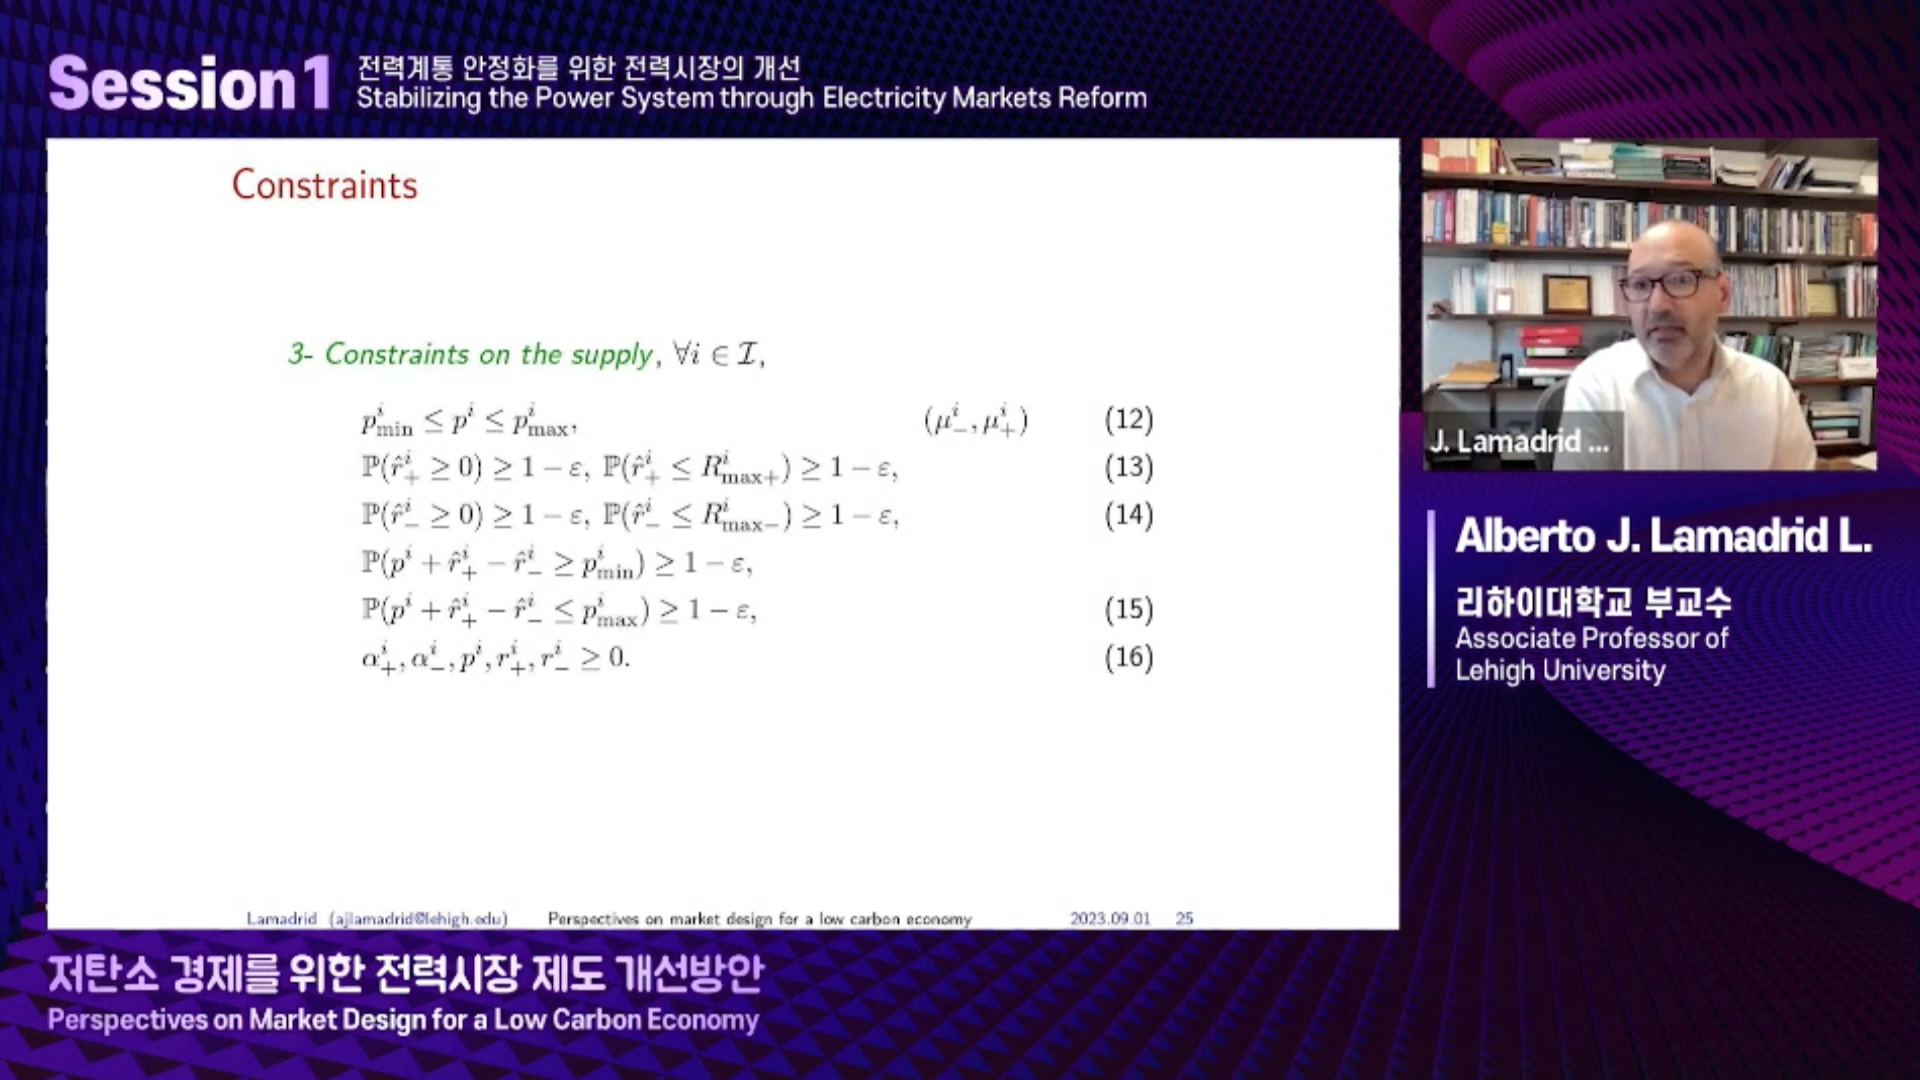 Session1
전력계통 안정화를 위한 전력시장의 개선
Stabilizing the Power System through Electricity Markets Reform
Constraints
3- Constraints on the supply, ∀i ∈ 𝓘,
p^i_min ≤ p^i ≤ p^i_max, (μ^i_−, μ^i_+) (12)
ℙ(r̂^i_+ ≥ 0) ≥ 1 − ε, ℙ(r̂^i_+ ≤ R^i_max+) ≥ 1 − ε, (13)
ℙ(r̂^i_− ≥ 0) ≥ 1 − ε, ℙ(r̂^i_− ≤ R^i_max−) ≥ 1 − ε, (14)
ℙ(p^i + r̂^i_+ − r̂^i_− ≥ p^i_min) ≥ 1 − ε,
ℙ(p^i + r̂^i_+ − r̂^i_− ≤ p^i_max) ≥ 1 − ε, (15)
α^i_+, α^i_−, p^i, r^i_+, r^i_− ≥ 0. (16)
Lamadrid (ajlamadrid@lehigh.edu) Perspectives on market design for a low carbon economy 2023.09.01 25
J. Lamadrid ...
Alberto J. Lamadrid L.
리하이대학교 부교수
Associate Professor of
Lehigh University
저탄소 경제를 위한 전력시장 제도 개선방안
Perspectives on Market Design for a Low Carbon Economy